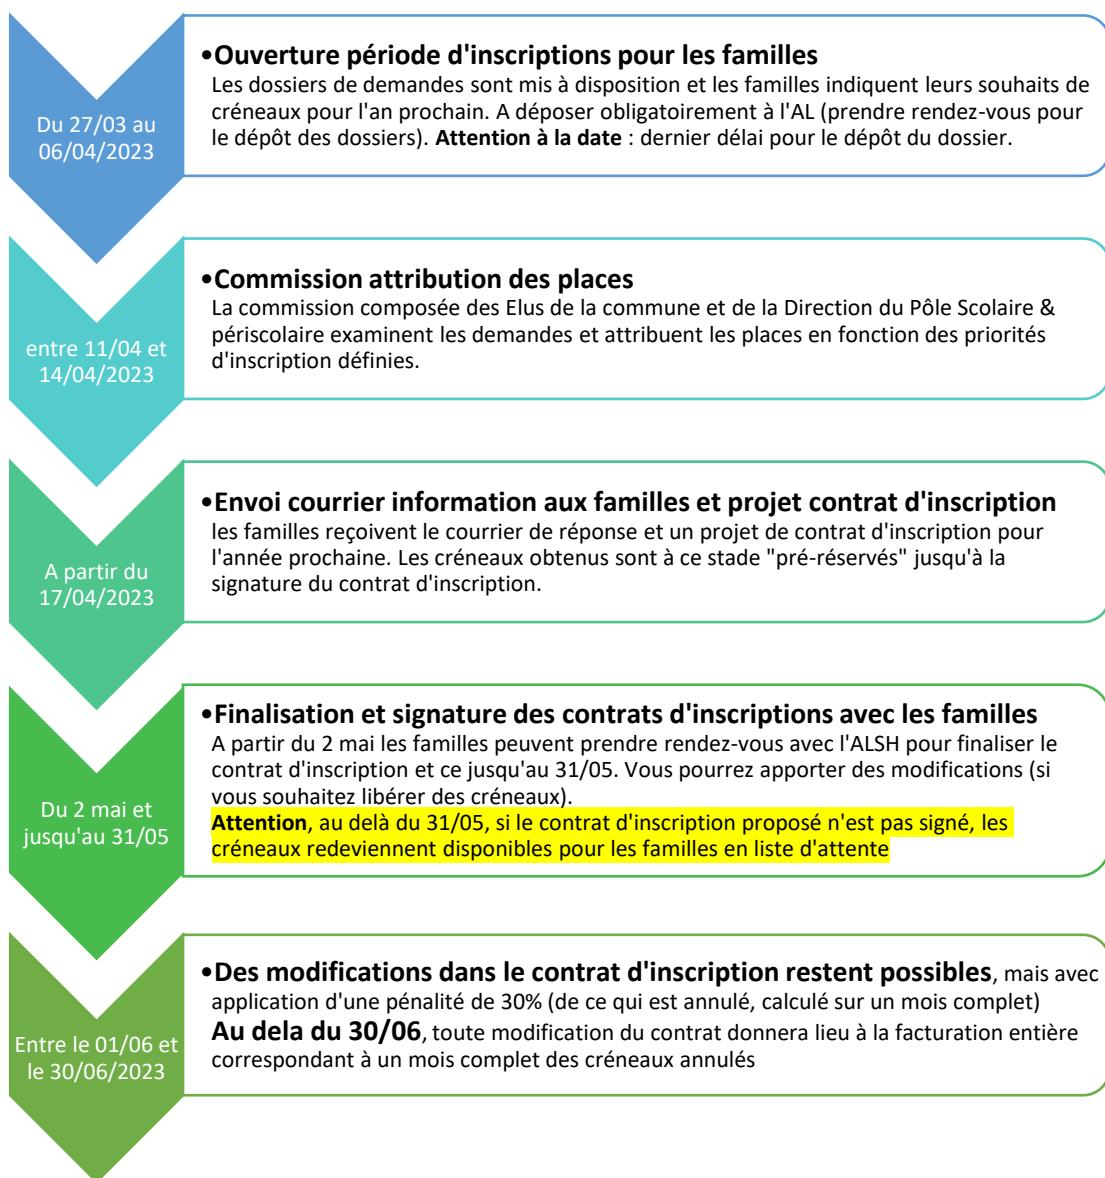 Du 27/03 au
06/04/2023
•Ouverture période d'inscriptions pour les familles
Les dossiers de demandes sont mis à disposition et les familles indiquent leurs souhaits de
créneaux pour l'an prochain. A déposer obligatoirement à l'AL (prendre rendez-vous pour
le dépôt des dossiers). Attention à la date : dernier délai pour le dépôt du dossier.
entre 11/04 et
14/04/2023
•Commission attribution des places
La commission composée des Elus de la commune et de la Direction du Pôle Scolaire &
périscolaire examinent les demandes et attribuent les places en fonction des priorités
d'inscription définies.
A partir du
17/04/2023
•Envoi courrier information aux familles et projet contrat d'inscription
les familles reçoivent le courrier de réponse et un projet de contrat d'inscription pour
l'année prochaine. Les créneaux obtenus sont à ce stade "pré-réservés" jusqu'à la
signature du contrat d'inscription.
Du 2 mai et
jusqu'au 31/05
•Finalisation et signature des contrats d'inscriptions avec les familles
A partir du 2 mai les familles peuvent prendre rendez-vous avec l'ALSH pour finaliser le
contrat d'inscription et ce jusqu'au 31/05. Vous pourrez apporter des modifications (si
vous souhaitez libérer des créneaux).
Attention, au delà du 31/05, si le contrat d'inscription proposé n'est pas signé, les
créneaux redeviennent disponibles pour les familles en liste d'attente
Entre le 01/06 et
le 30/06/2023
•Des modifications dans le contrat d'inscription restent possibles, mais avec
application d'une pénalité de 30% (de ce qui est annulé, calculé sur un mois complet)
Au dela du 30/06, toute modification du contrat donnera lieu à la facturation entière
correspondant à un mois complet des créneaux annulés